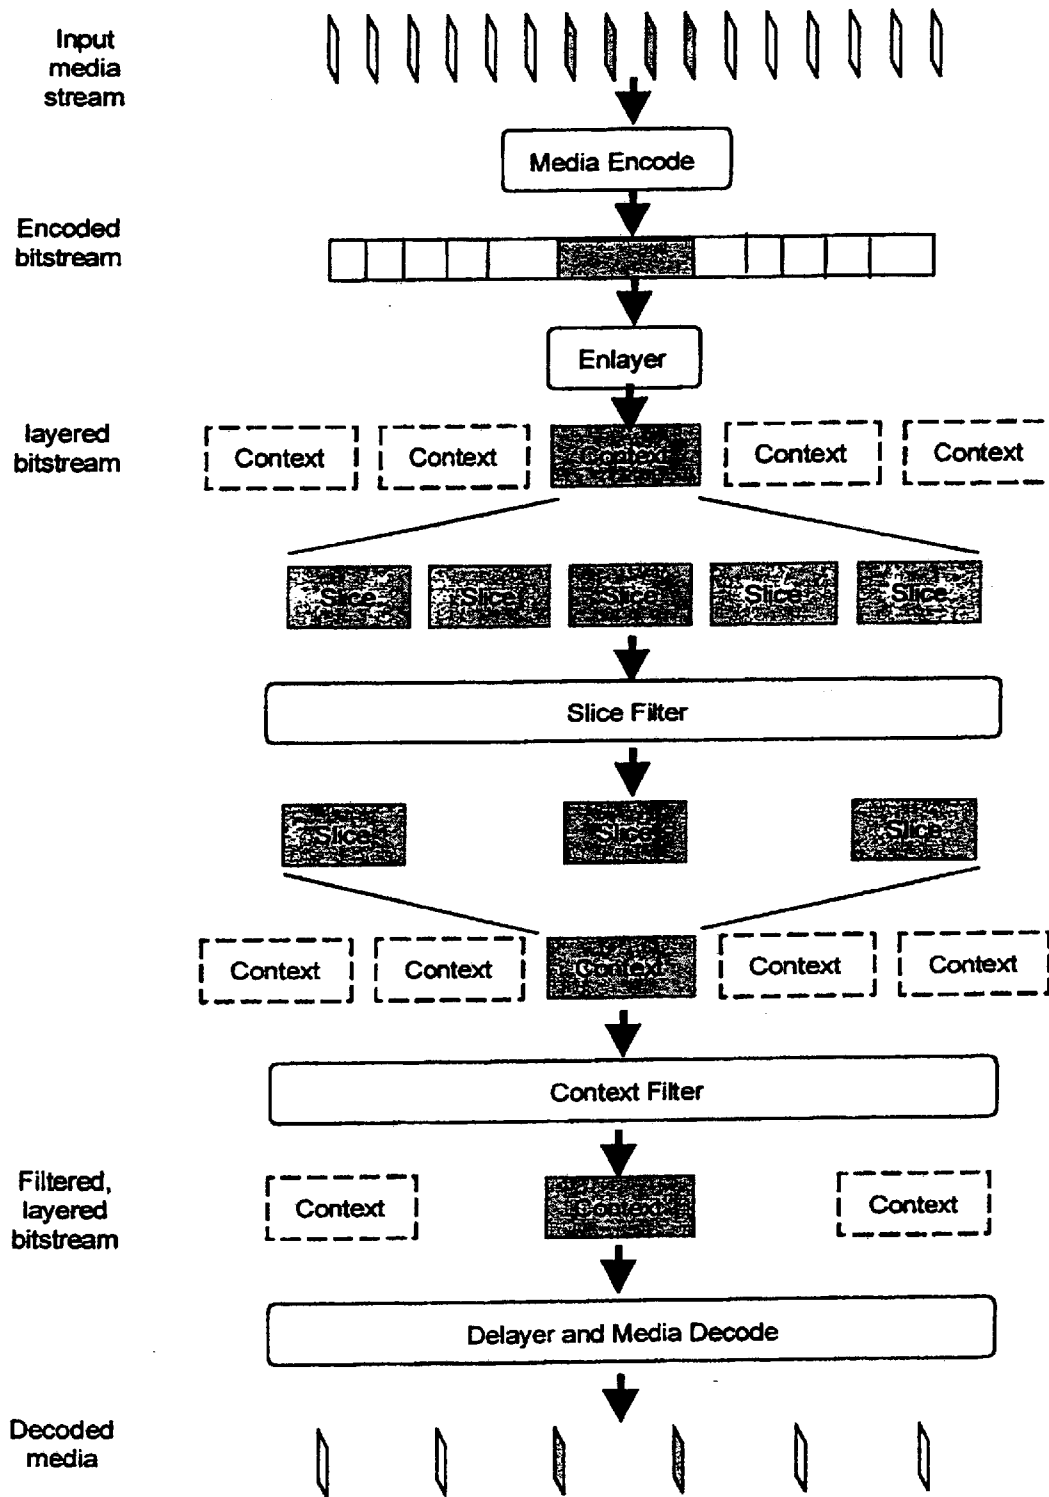 Input
media
stream
Media Encode
Encoded
bitstream
Enlayer
layered
bitstream
Context Context Context Context Context
Slice Slice Slice Slice Slice
Slice Filter
Slice Slice Slice
Context Context Context Context Context
Context Filter
Filtered,
layered
bitstream
Context Context Context
Delayer and Media Decode
Decoded
media